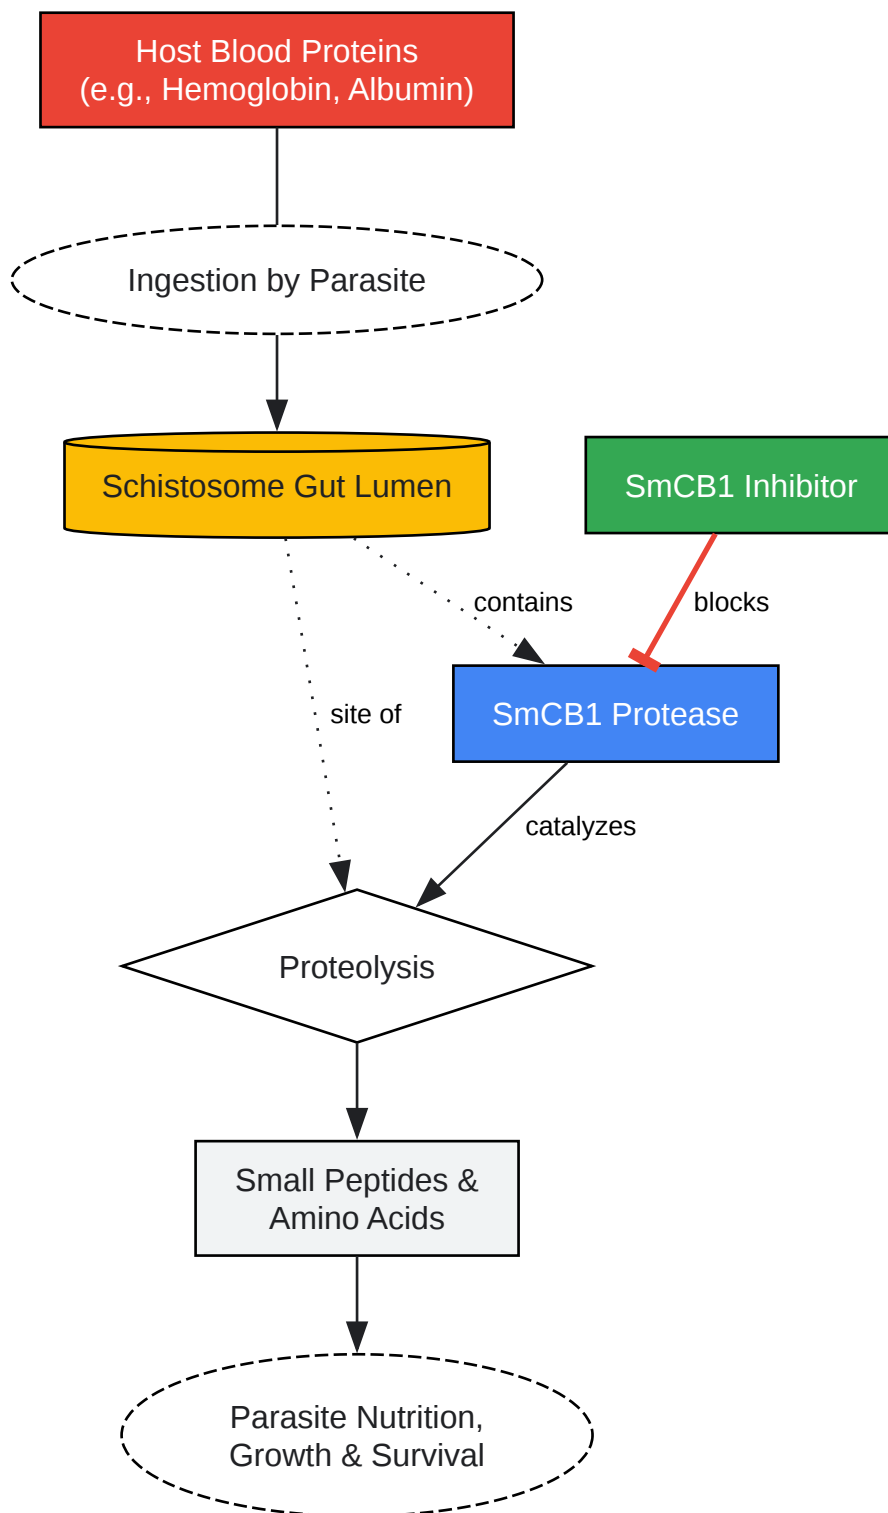 Host Blood Proteins
(e.g., Hemoglobin, Albumin)
Ingestion by Parasite
Schistosome Gut Lumen
SmCB1 Inhibitor
contains
blocks
site of
SmCB1 Protease
catalyzes
Proteolysis
Small Peptides &
Amino Acids
Parasite Nutrition,
Growth & Survival